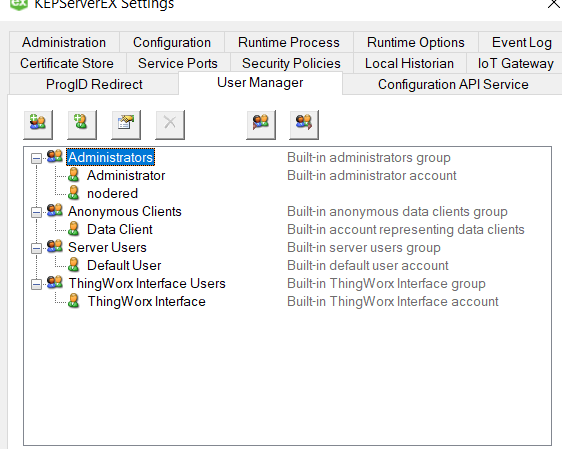 ex KEPServerEX Settings
Administration Configuration Runtime Process Runtime Options Event Log
Certificate Store Service Ports Security Policies Local Historian IoT Gateway
ProgID Redirect User Manager Configuration API Service
Administrators Built-in administrators group
Administrator Built-in administrator account
nodered
Anonymous Clients Built-in anonymous data clients group
Data Client Built-in account representing data clients
Server Users Built-in server users group
Default User Built-in default user account
ThingWorx Interface Users Built-in ThingWorx Interface group
ThingWorx Interface Built-in ThingWorx Interface account